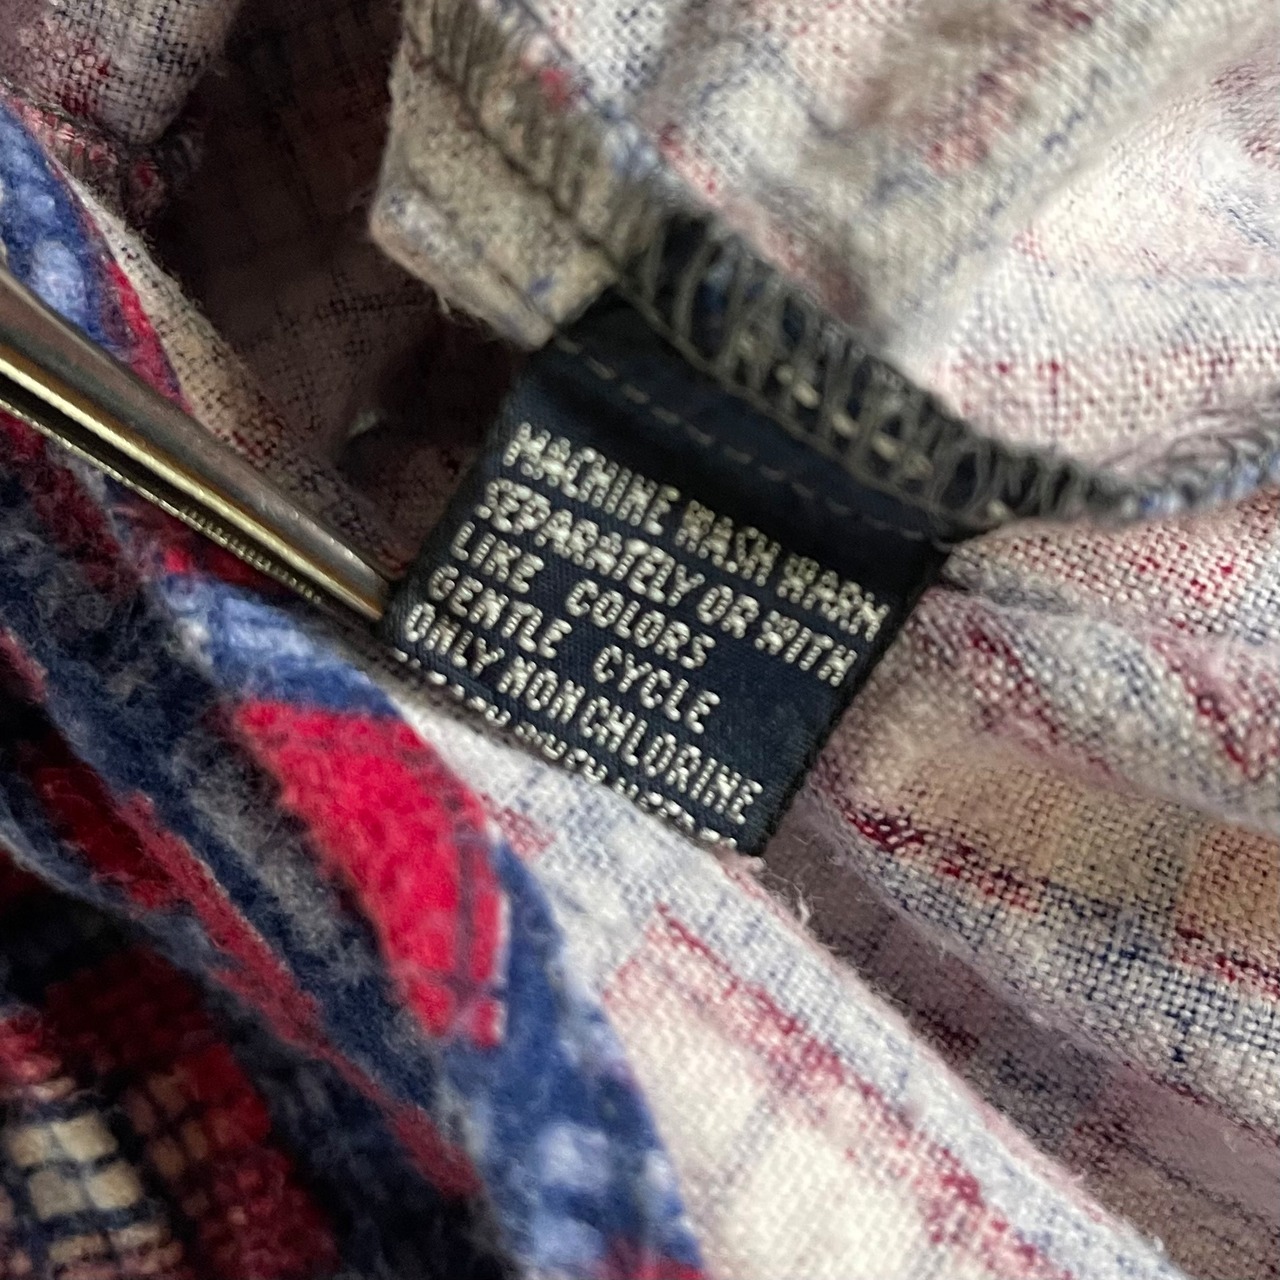 MACHINE WASH WARM
SEPARATELY OR WITH
LIKE COLORS
GENTLE CYCLE
ONLY NON CHLORINE